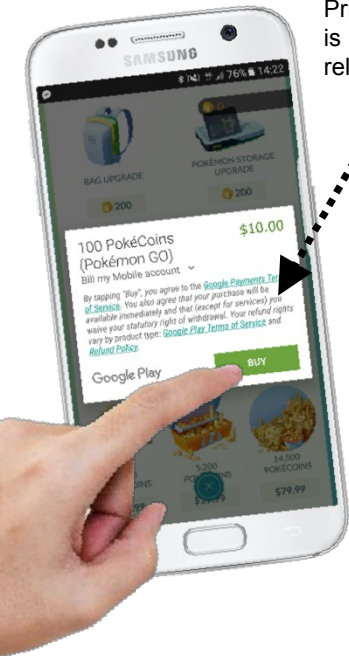 Pr
is
rel
SAMSUNG
76% 14:22
BAG UPGRADE
POKÉMON STORAGE
UPGRADE
200
200
100 PokéCoins
(Pokémon GO)
$10.00
Bill my Mobile account
By tapping "Buy", you agree to the Google Payments Ter
of Service. You also agree that your purchase will be
available immediately and that (except for services) you
waive your statutory right of withdrawal. Your refund rights
vary by product type: Google Play Terms of Service and
Refund Policy.
Google Play
BUY
5,200
14,500
POKÉCOINS
$79.99